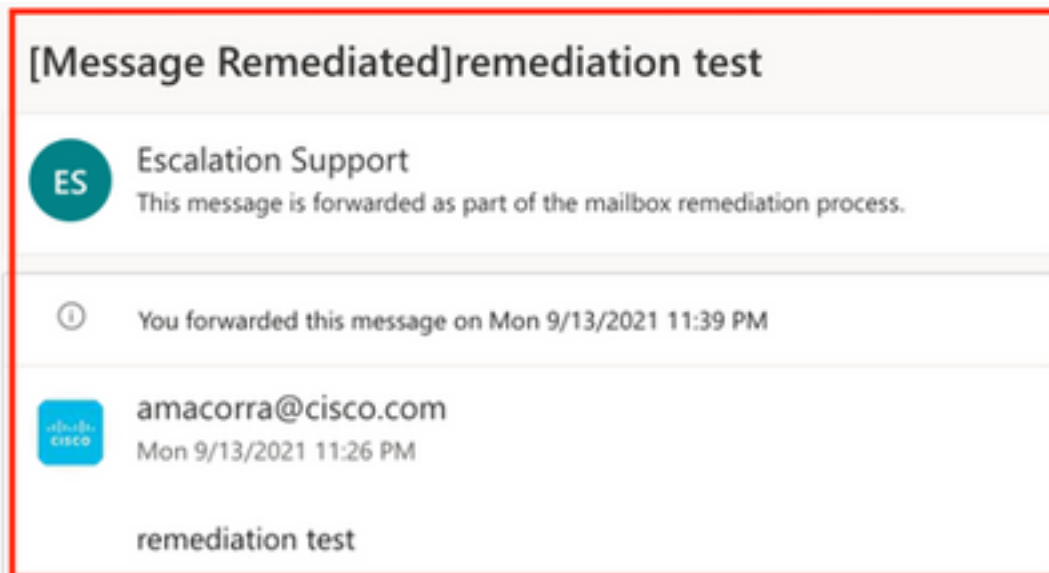 [Message Remediated]remediation test
ES
Escalation Support
This message is forwarded as part of the mailbox remediation process.
You forwarded this message on Mon 9/13/2021 11:39 PM
CISCO
amacorra@cisco.com
Mon 9/13/2021 11:26 PM
remediation test